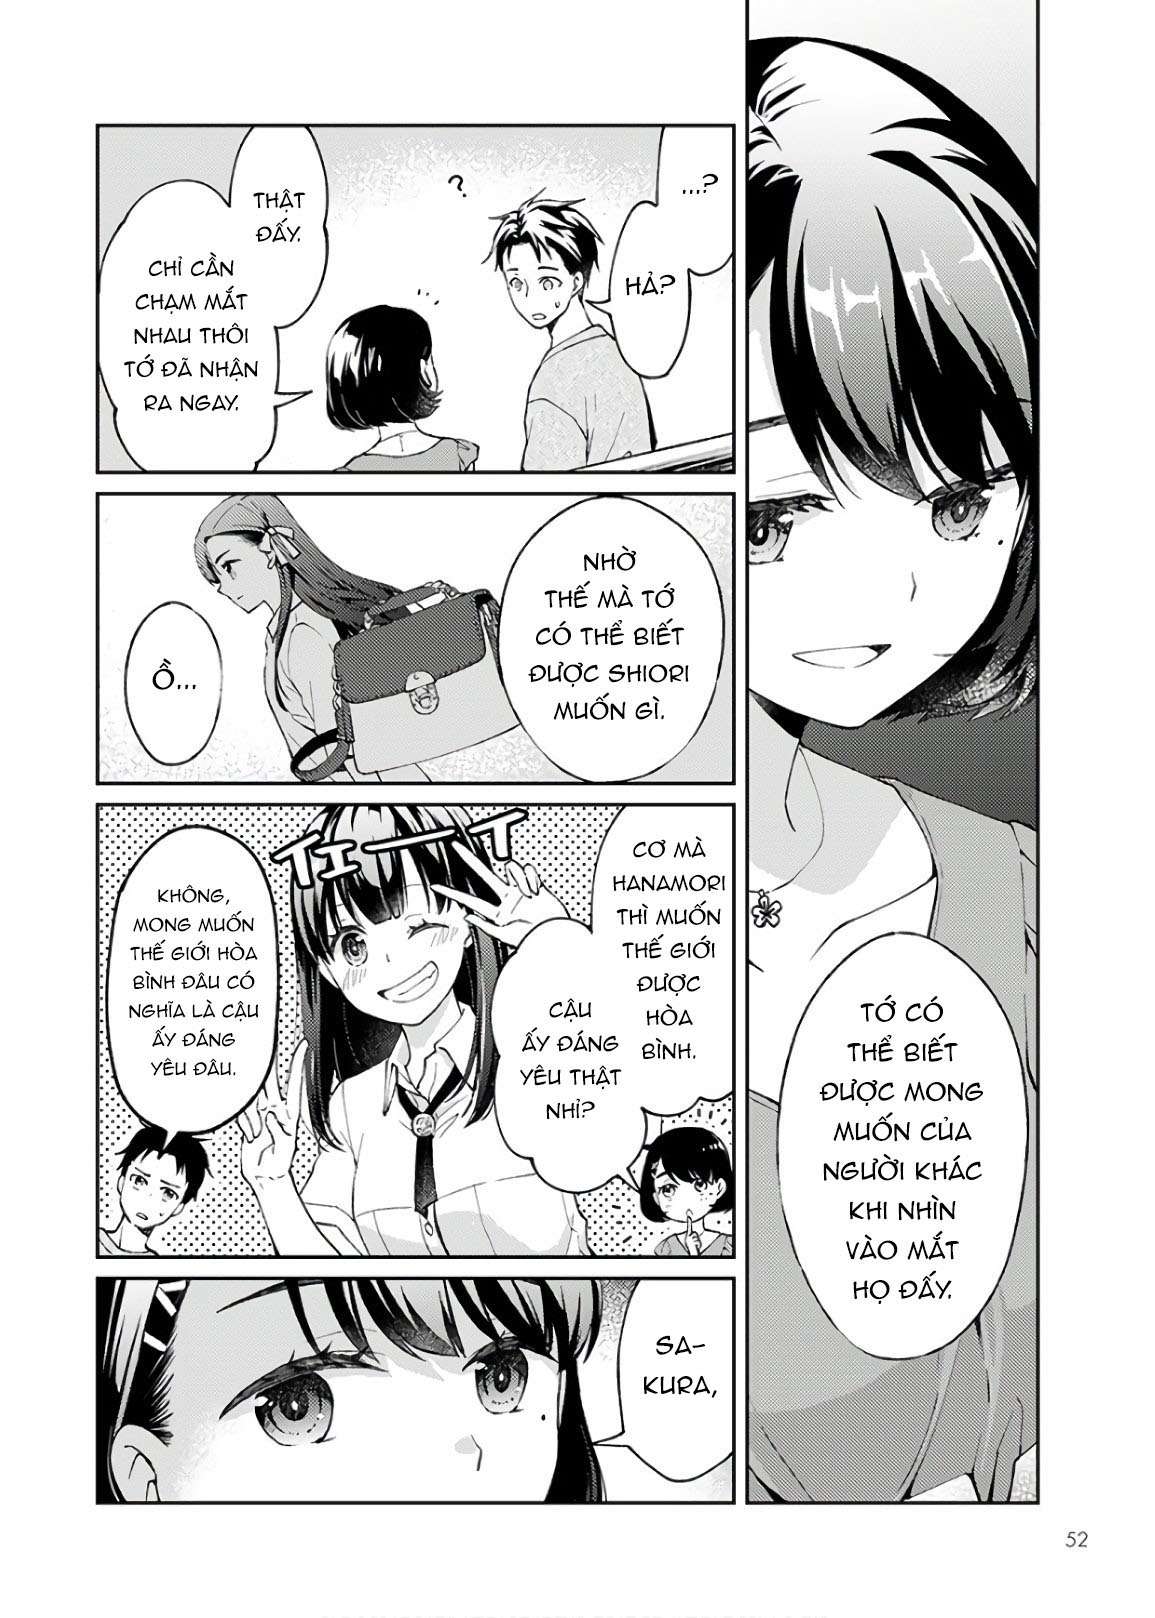 TỚ CÓ
THỂ BIẾT
ĐƯỢC MONG
MUỐN CỦA
NGƯỜI KHÁC
KHI NHÌN
VÀO MẮT
HỌ ĐẤY.
...?
HẢ?
?
THẬT
ĐẤY.
CHỈ CẦN
CHẠM MẮT
NHAU THÔI
TỚ ĐÃ NHẬN
RA NGAY.
NHỜ
THẾ MÀ TỚ
CÓ THỂ BIẾT
ĐƯỢC SHIORI
MUỐN GÌ.
Ồ...
CƠ MÀ
HANAMORI
THÌ MUỐN
THẾ GIỚI
ĐƯỢC
HÒA
BÌNH.
CẬU
ẤY ĐÁNG
YÊU THẬT
NHỈ?
イエーイ
KHÔNG,
MONG MUỐN
THẾ GIỚI HÒA
BÌNH ĐÂU CÓ
NGHĨA LÀ CẬU
ẤY ĐÁNG
YÊU ĐÂU.
SA-
KURA,
52